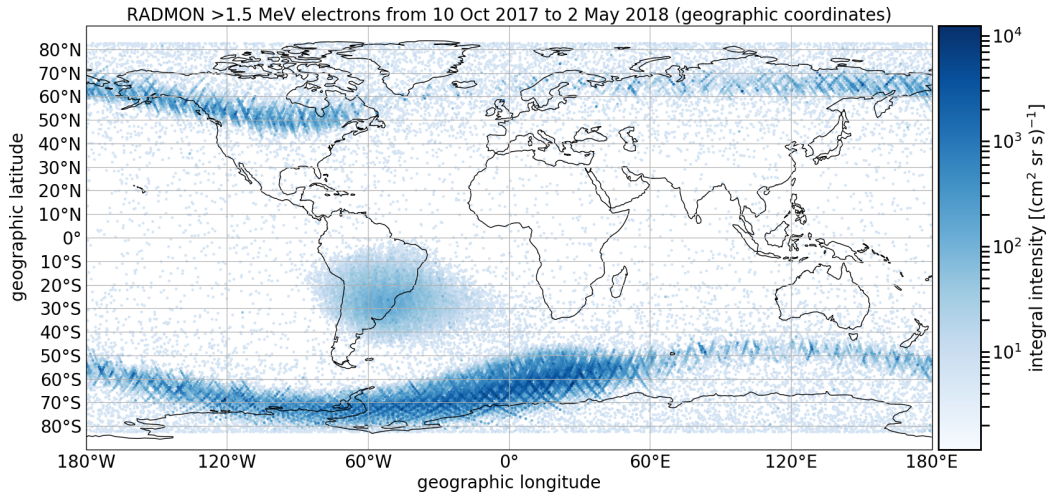 RADMON >1.5 MeV electrons from 10 Oct 2017 to 2 May 2018 (geographic coordinates)
80°N
70°N
60°N
50°N
40°N
30°N
20°N
10°N
0°
10°S
20°S
30°S
40°S
50°S
60°S
70°S
80°S
geographic latitude
180°W 120°W 60°W 0° 60°E 120°E 180°E
geographic longitude
10⁴
10³
10²
10¹
integral intensity [(cm² sr s)⁻¹]